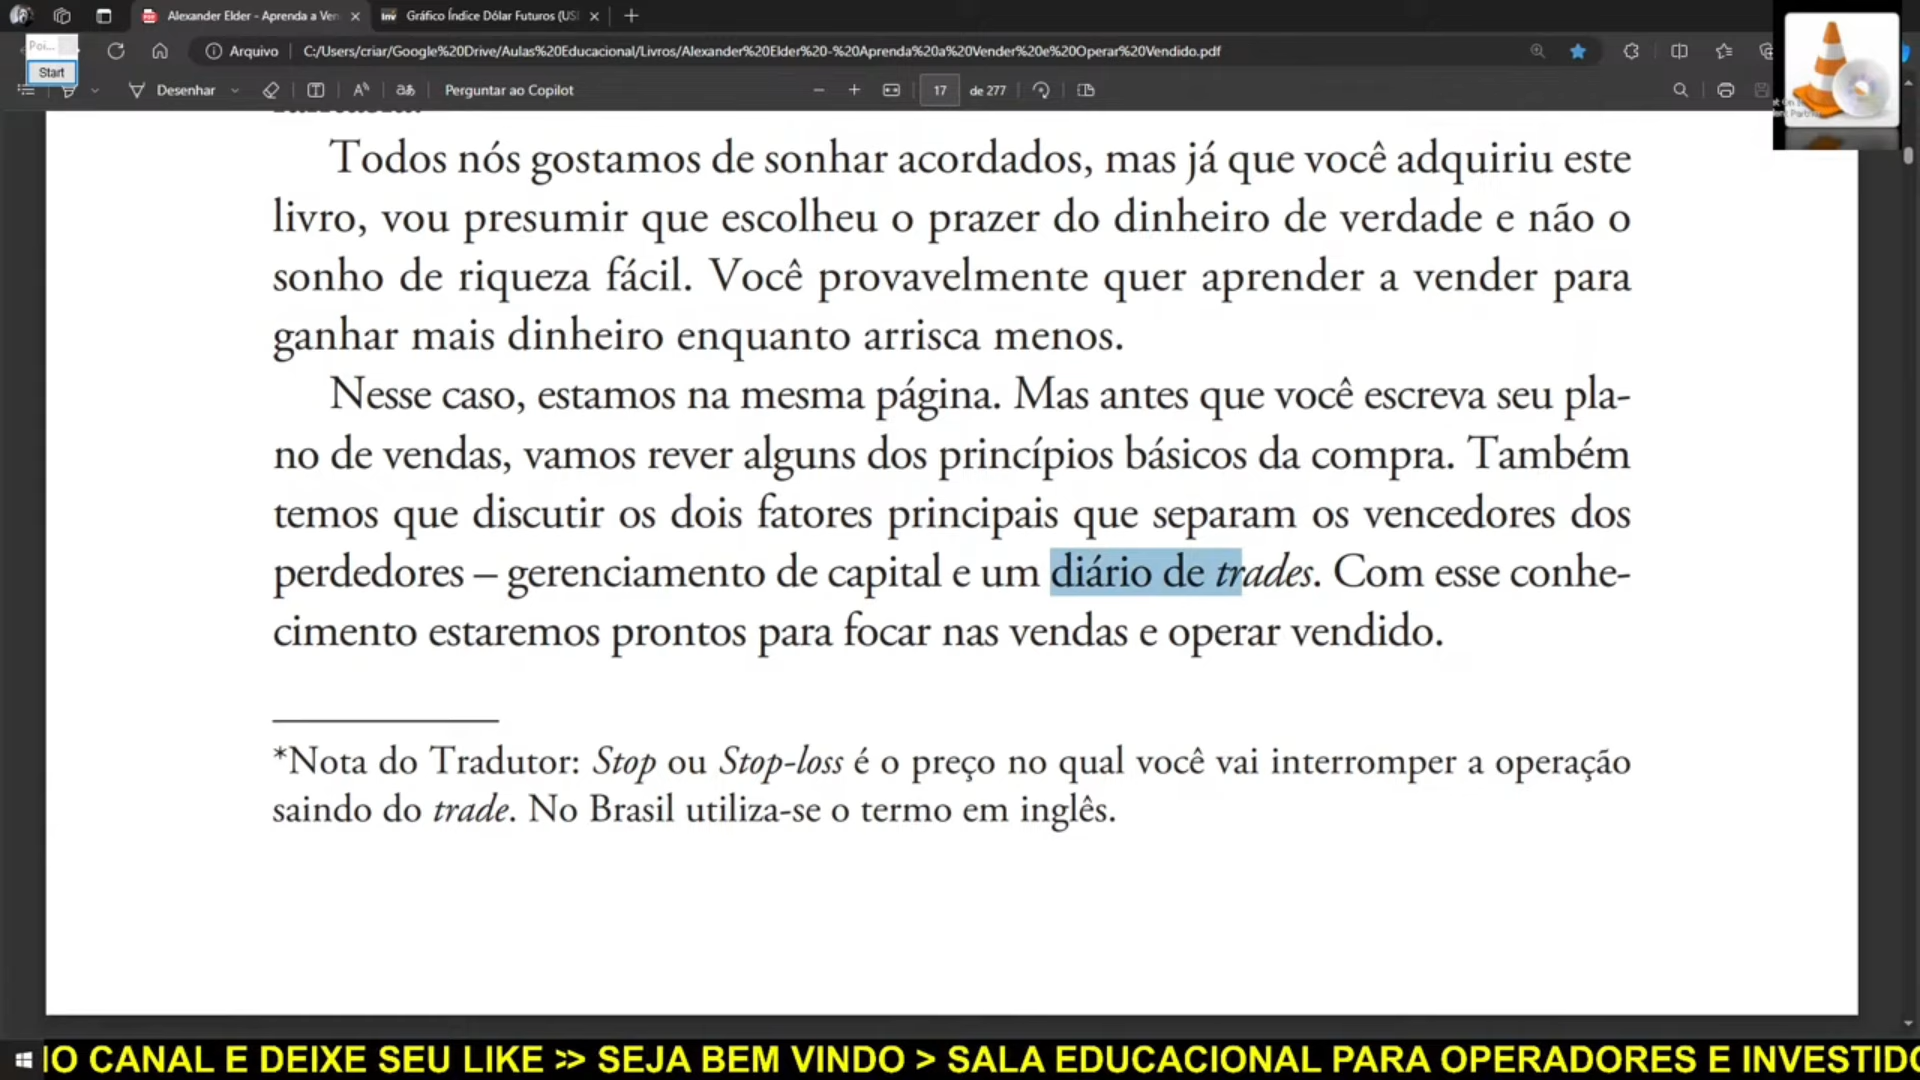 Alexander Elder - Aprenda a Ven
Gráfico Índice Dólar Futuros (US
Poi...
Start
Arquivo
C:/Users/criar/Google%20Drive/Aulas%20Educacional/Livros/Alexander%20Elder%20-%20Aprenda%20a%20Vender%20e%20Operar%20Vendido.pdf
Desenhar
Perguntar ao Copilot
17
de 277
Todos nós gostamos de sonhar acordados, mas já que você adquiriu este
livro, vou presumir que escolheu o prazer do dinheiro de verdade e não o
sonho de riqueza fácil. Você provavelmente quer aprender a vender para
ganhar mais dinheiro enquanto arrisca menos.
Nesse caso, estamos na mesma página. Mas antes que você escreva seu pla-
no de vendas, vamos rever alguns dos princípios básicos da compra. Também
temos que discutir os dois fatores principais que separam os vencedores dos
perdedores – gerenciamento de capital e um diário de trades. Com esse conhe-
cimento estaremos prontos para focar nas vendas e operar vendido.
*Nota do Tradutor: Stop ou Stop-loss é o preço no qual você vai interromper a operação
saindo do trade. No Brasil utiliza-se o termo em inglês.
IO CANAL E DEIXE SEU LIKE >> SEJA BEM VINDO > SALA EDUCACIONAL PARA OPERADORES E INVESTIDO